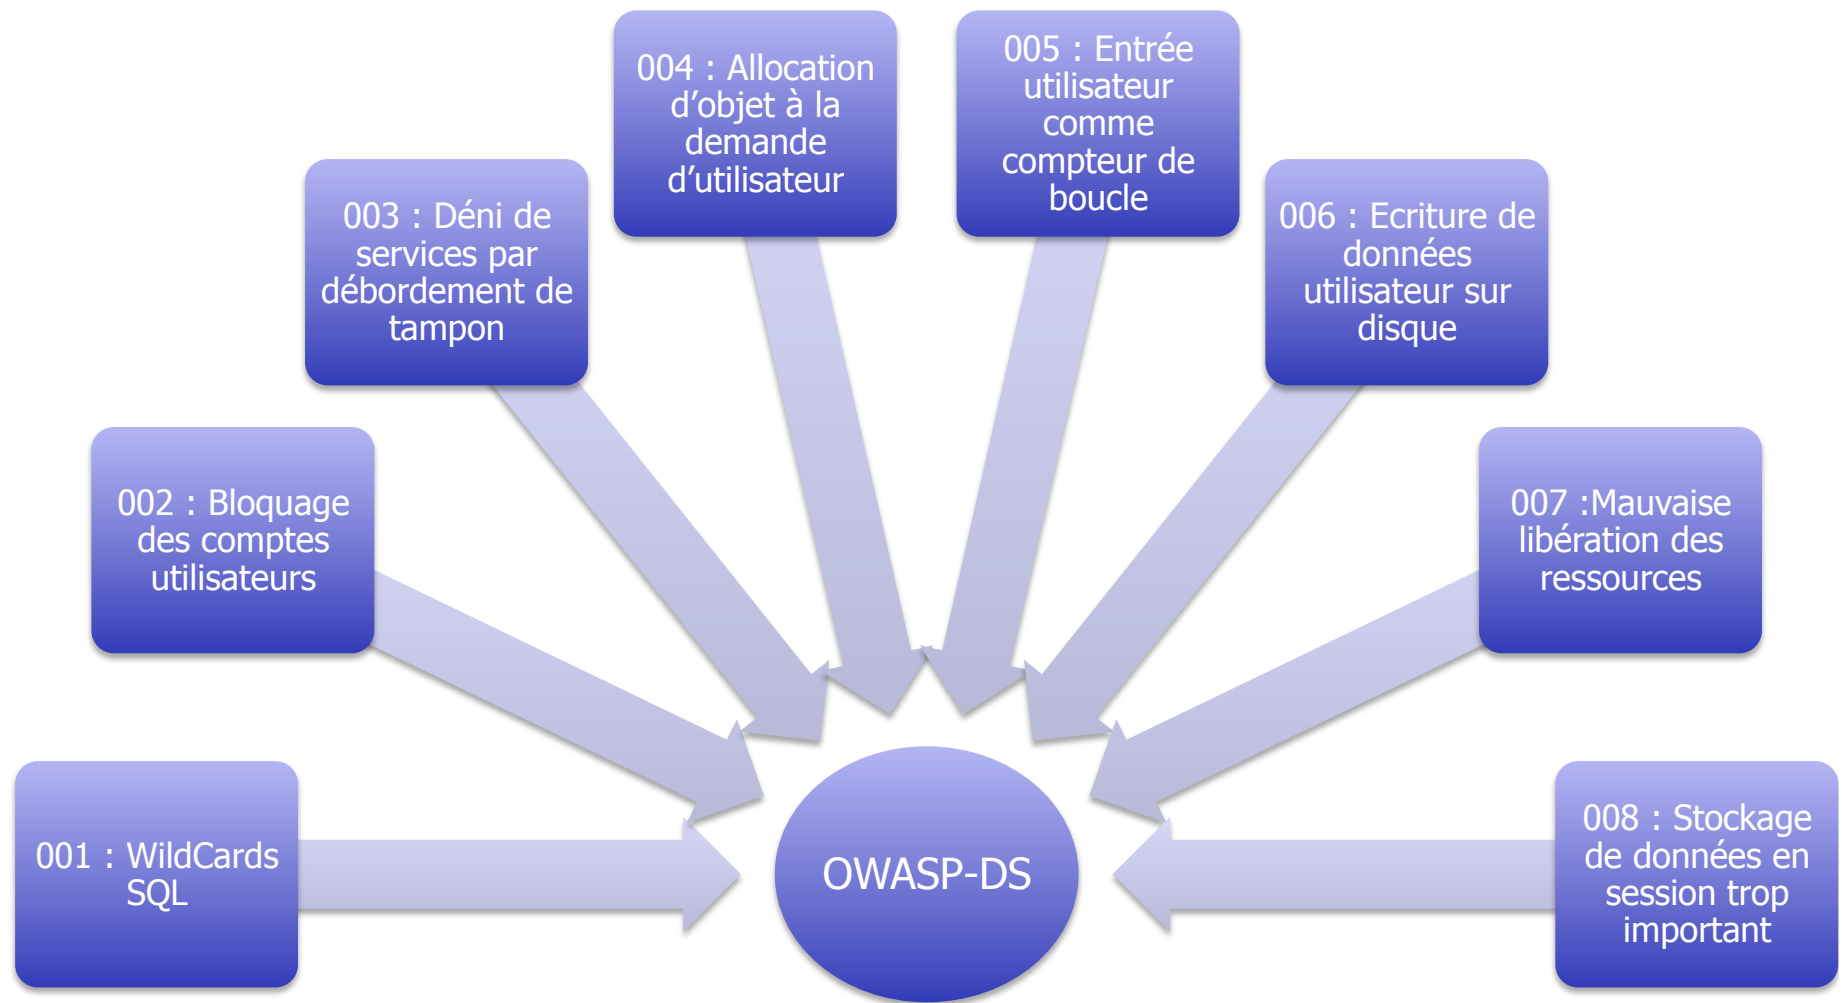 001 : WildCards
SQL
002 : Bloquage
des comptes
utilisateurs
003 : Déni de
services par
débordement de
tampon
004 : Allocation
d’objet à la
demande
d’utilisateur
005 : Entrée
utilisateur
comme
compteur de
boucle
006 : Ecriture de
données
utilisateur sur
disque
007 :Mauvaise
libération des
ressources
008 : Stockage
de données en
session trop
important
OWASP-DS